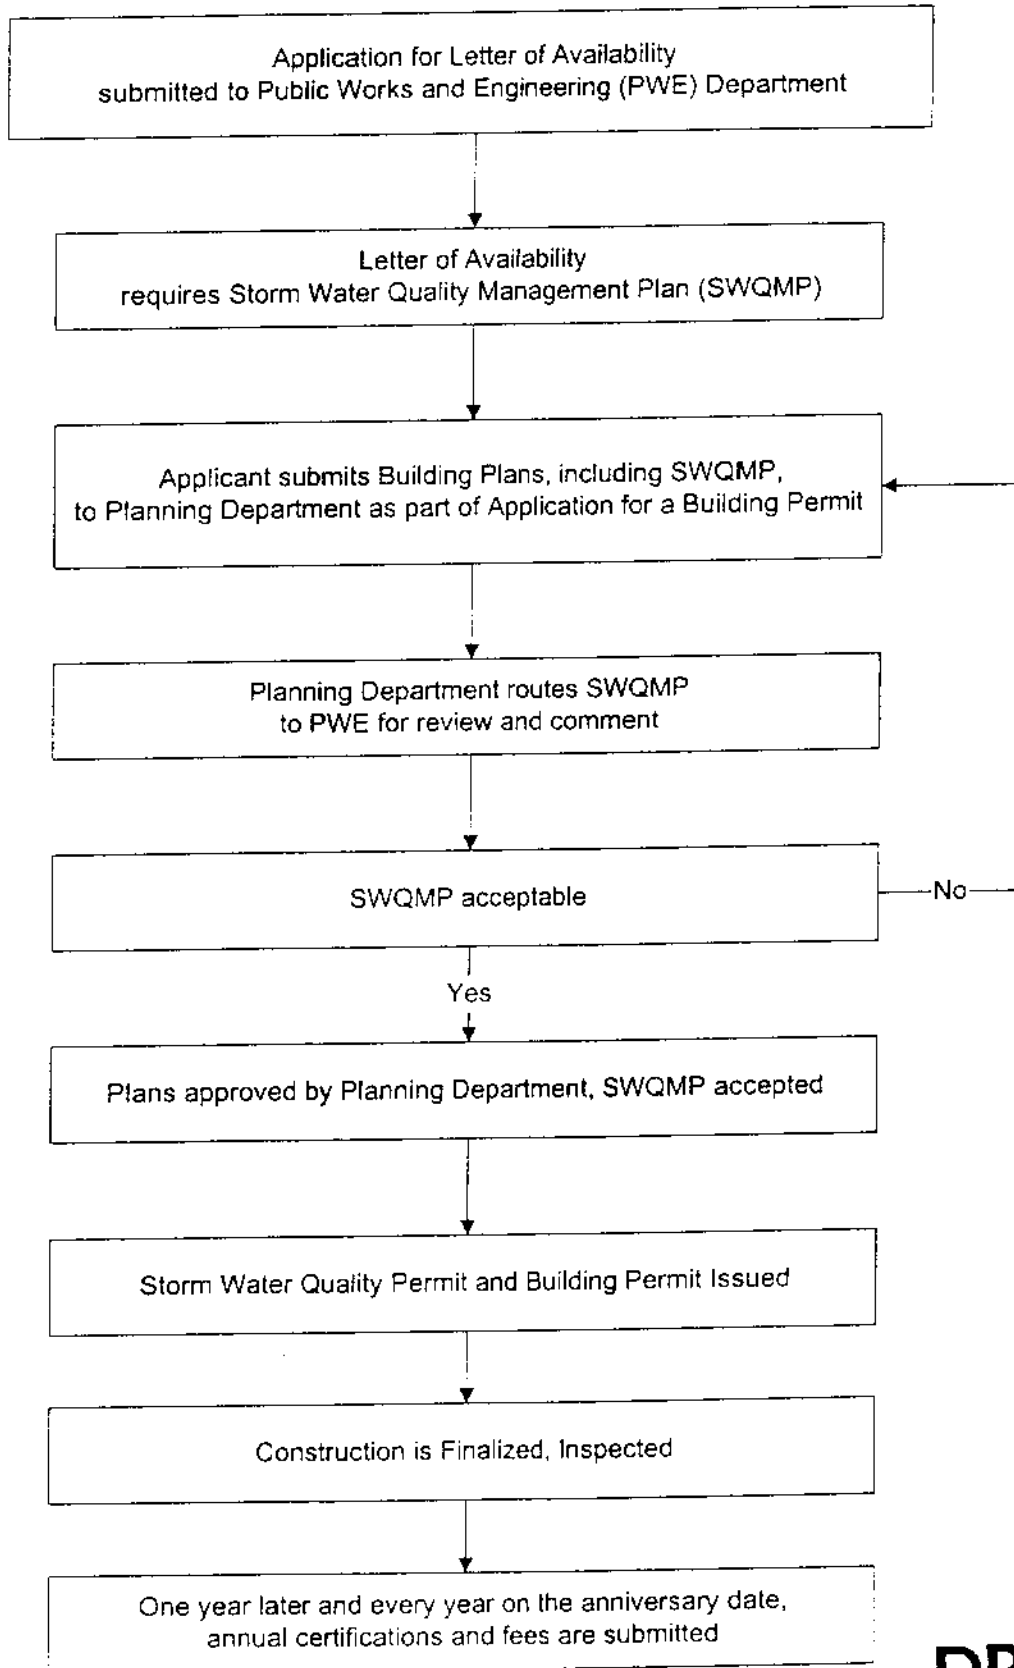 Application for Letter of Availability
submitted to Public Works and Engineering (PWE) Department
Letter of Availability
requires Storm Water Quality Management Plan (SWQMP)
Applicant submits Building Plans, including SWQMP,
to Planning Department as part of Application for a Building Permit
Planning Department routes SWQMP
to PWE for review and comment
SWQMP acceptable
No
Yes
Plans approved by Planning Department, SWQMP accepted
Storm Water Quality Permit and Building Permit Issued
Construction is Finalized, Inspected
One year later and every year on the anniversary date,
annual certifications and fees are submitted